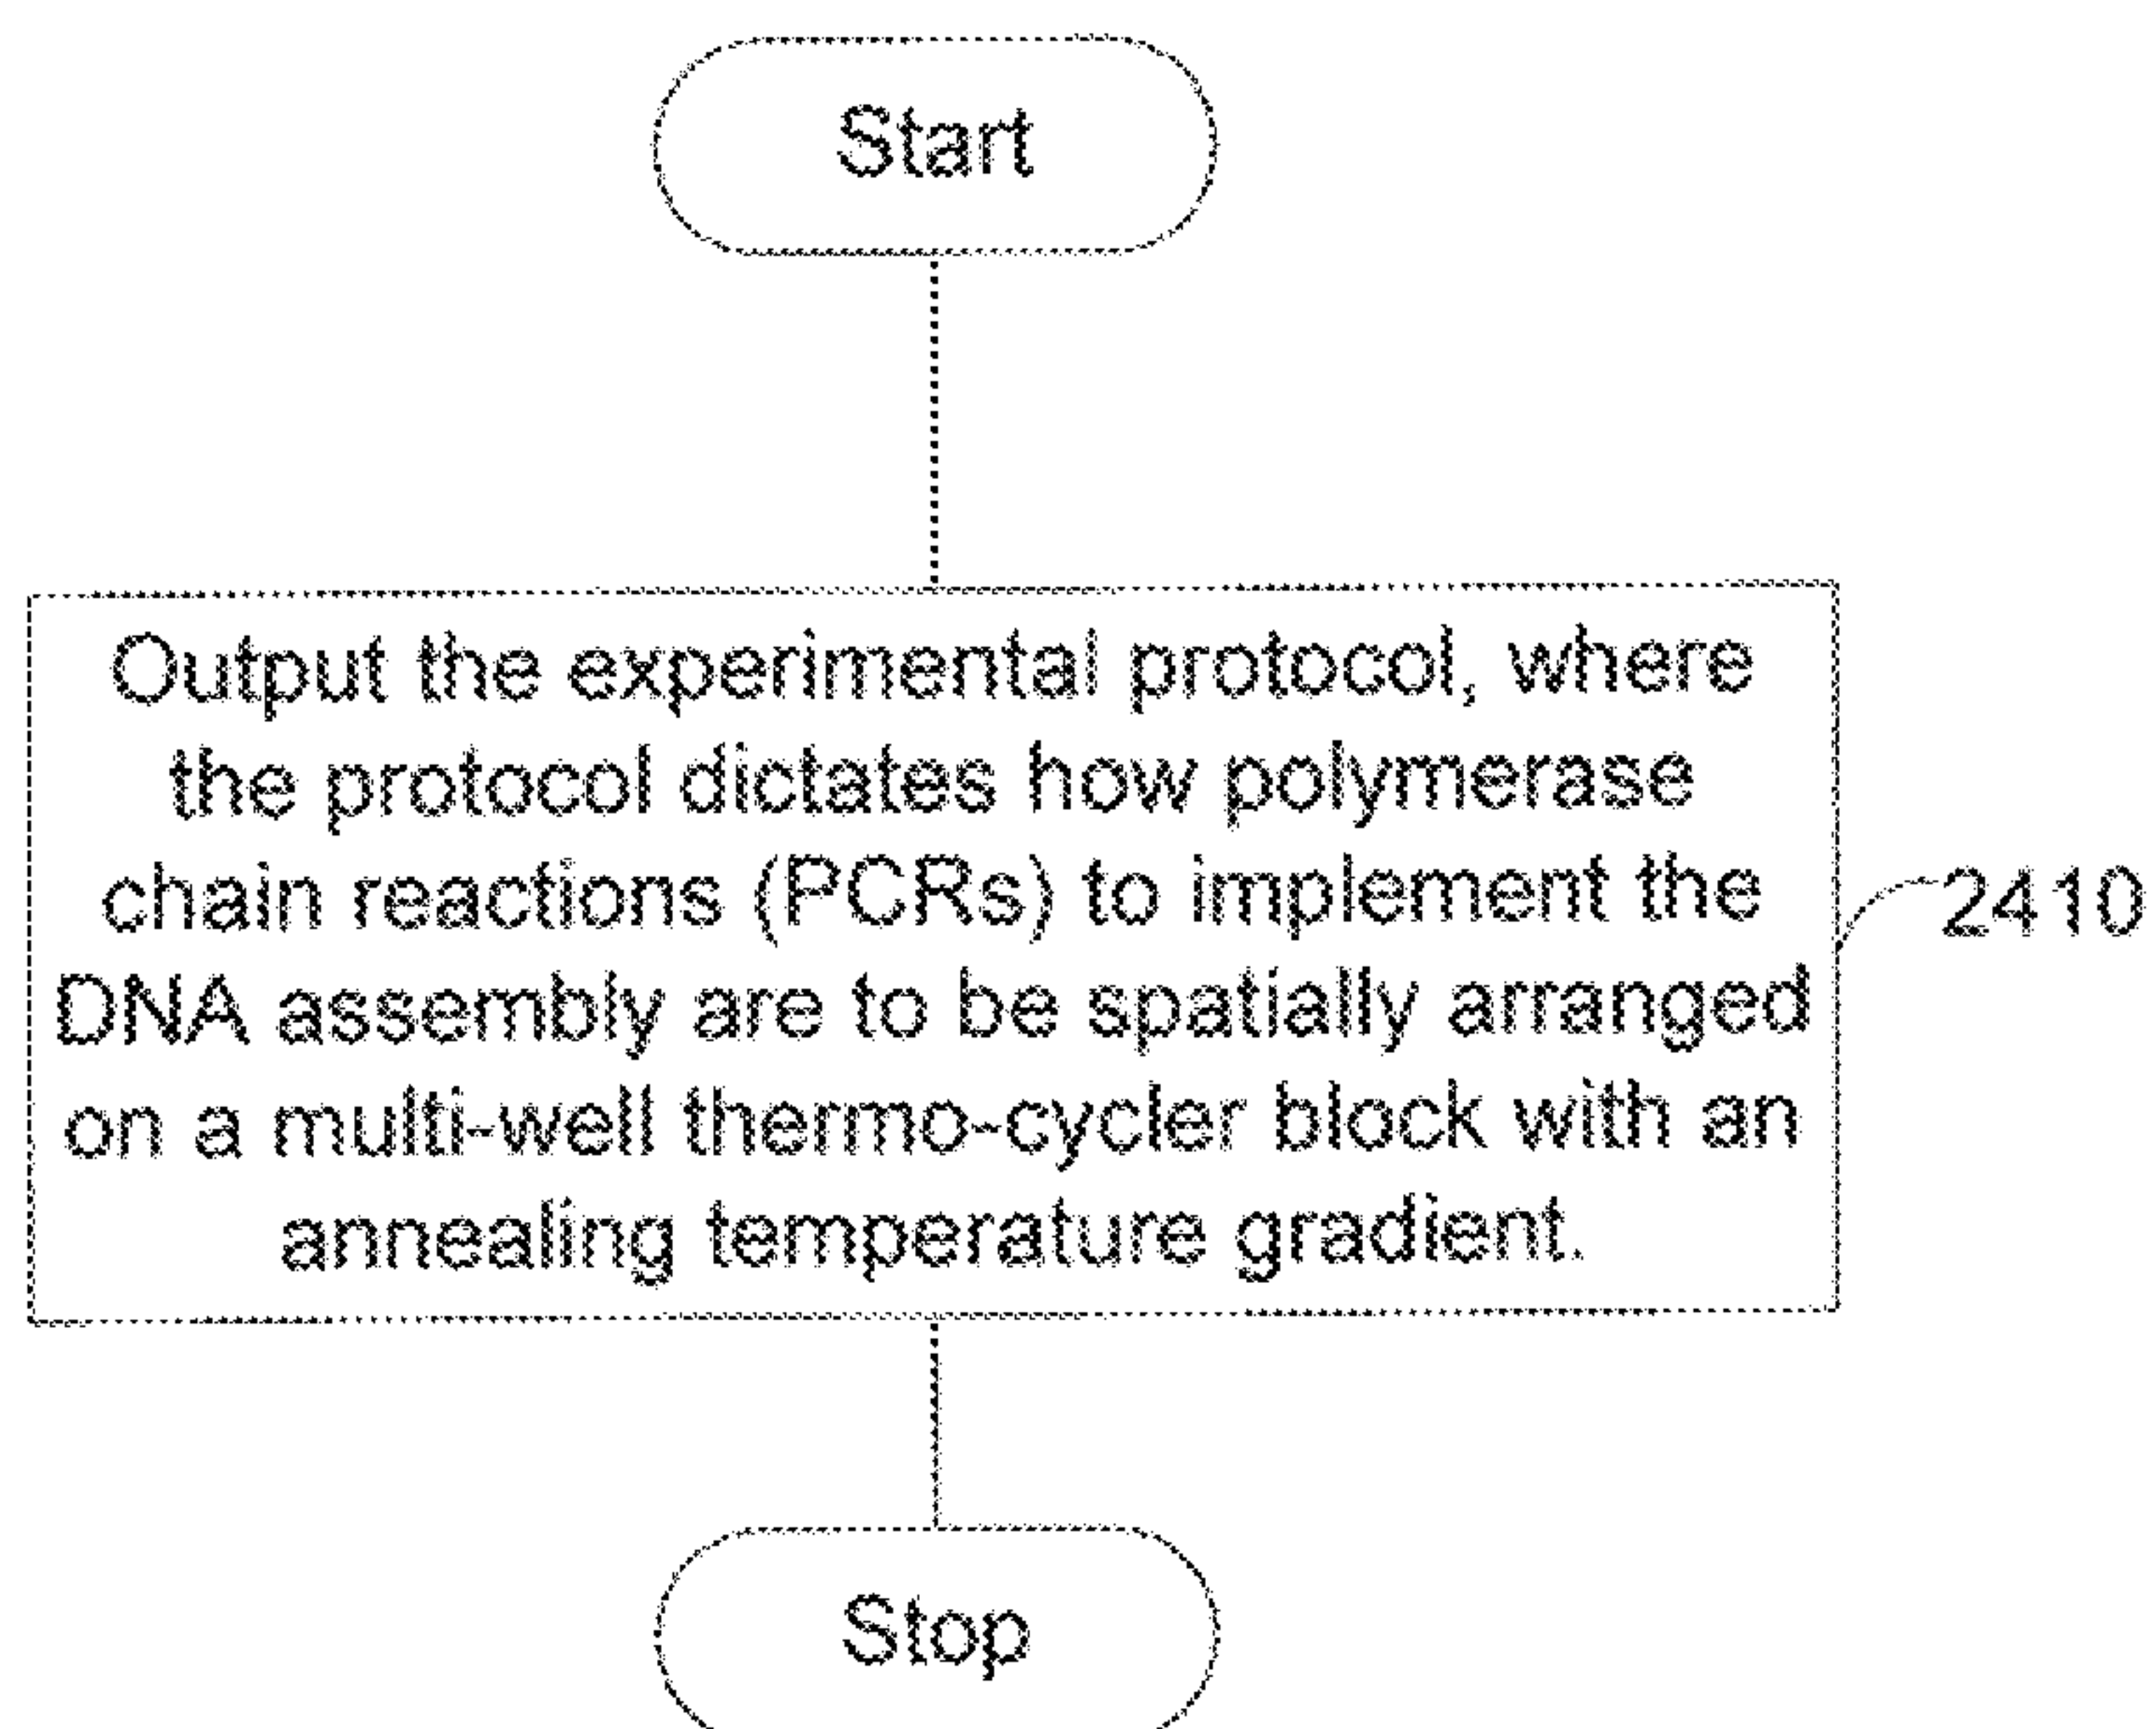 Start
Output the experimental protocol, where
the protocol dictates how polymerase
chain reactions (PCRs) to implement the
DNA assembly are to be spatially arranged
on a multi-well thermo-cycler block with an
annealing temperature gradient.
2410
Stop